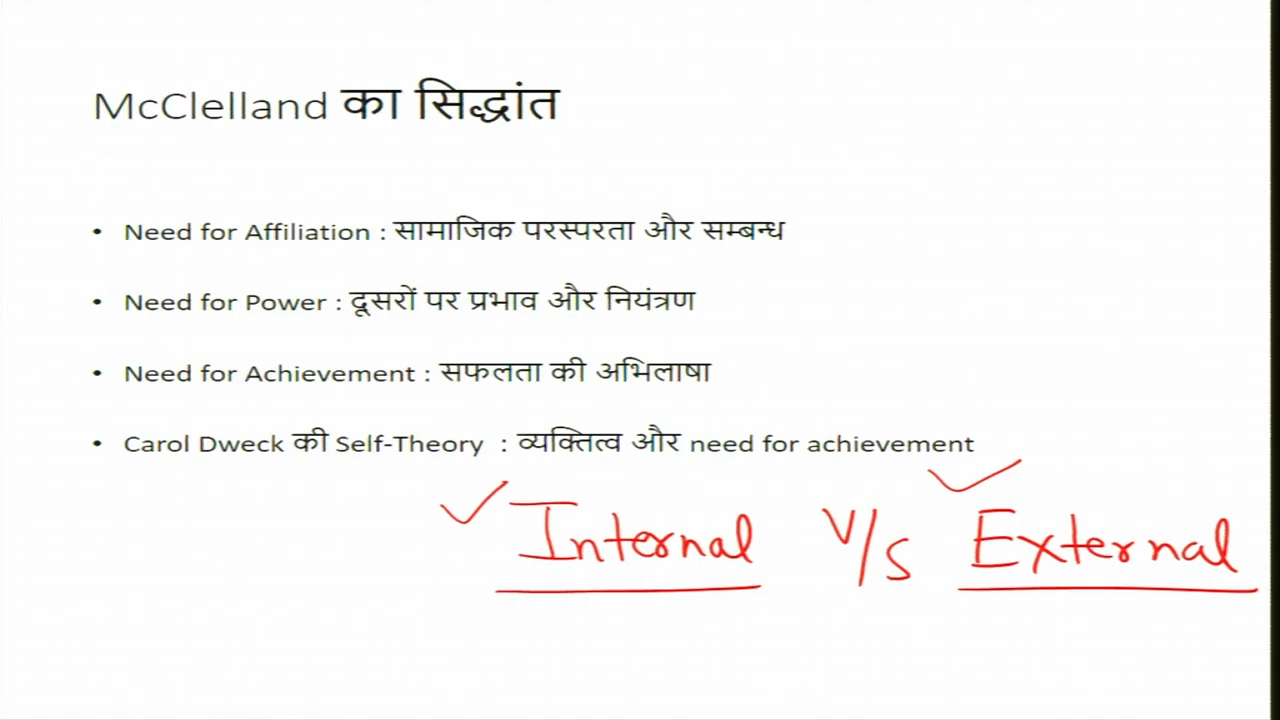 McClelland का सिद्धांत
• Need for Affiliation : सामाजिक परस्परता और सम्बन्ध
• Need for Power : दूसरों पर प्रभाव और नियंत्रण
• Need for Achievement : सफलता की अभिलाषा
• Carol Dweck की Self-Theory : व्यक्तित्व और need for achievement
Internal V/S External